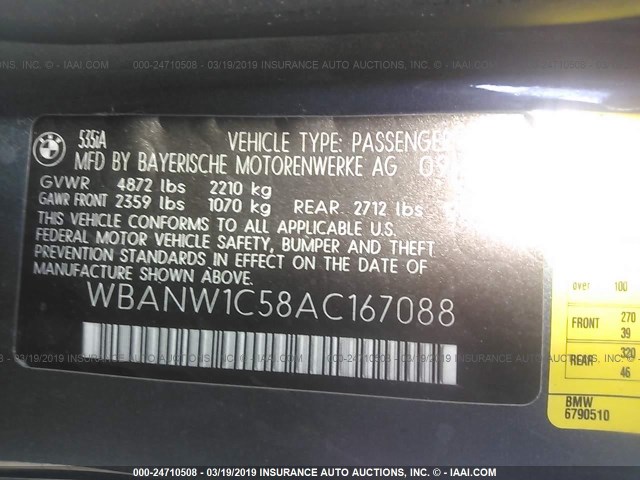 000-24710508 - 03/19/2019 INSURANCE AUTO AUCTIONS, INC. - © IAAI.COM
BMW
535iA
VEHICLE TYPE: PASSENGER
MFD BY BAYERISCHE MOTORENWERKE AG
GVWR 4872 lbs 2210 kg
GAWR FRONT 2359 lbs 1070 kg REAR. 2712 lbs
THIS VEHICLE CONFORMS TO ALL APPLICABLE U.S.
FEDERAL MOTOR VEHICLE SAFETY, BUMPER AND THEFT
PREVENTION STANDARDS IN EFFECT ON THE DATE OF
MANUFACTURE SHOWN ABOVE.
WBANW1C58AC167088
over 100
FRONT 270
39
REAR 320
46
BMW
6790510
000-24710508 - 03/19/2019 INSURANCE AUTO AUCTIONS, INC. - © IAAI.COM